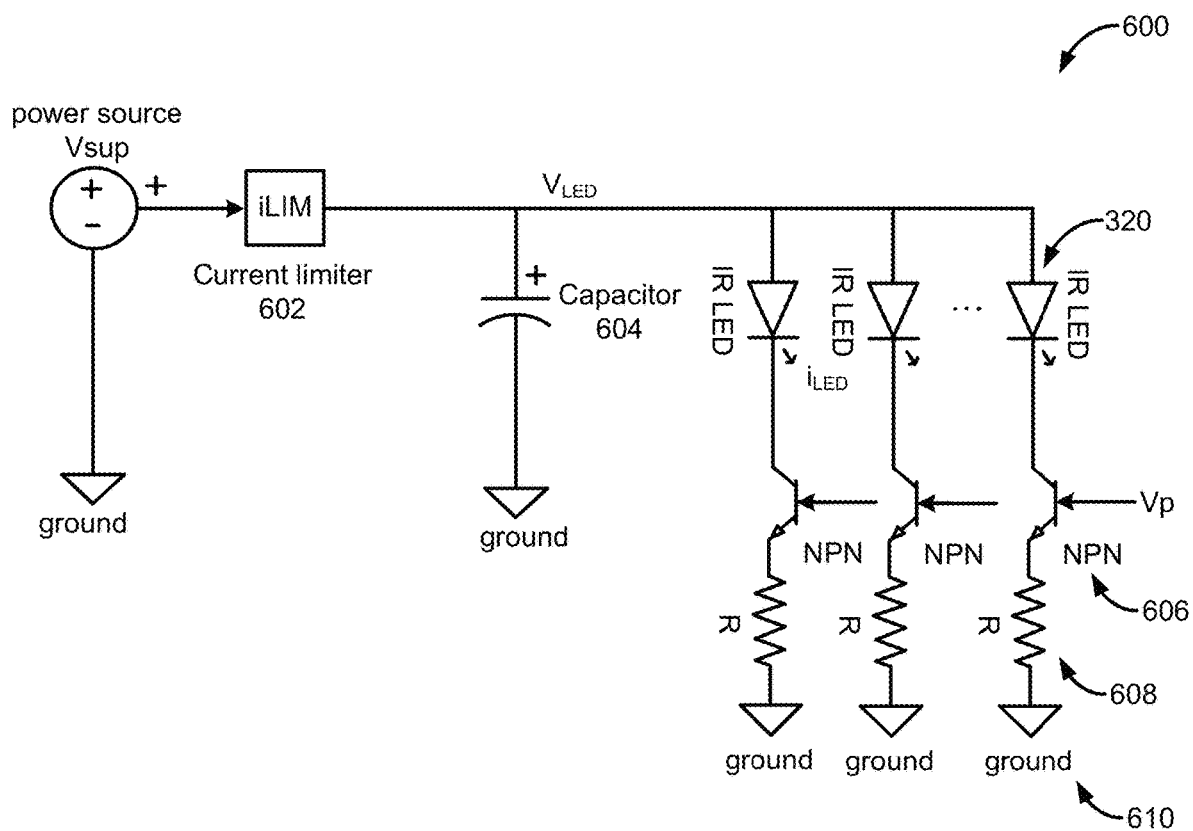 600
power source
Vsup
+
+
-
iLIM
Current limiter
602
VLED
+
Capacitor
604
320
IR LED
IR LED
...
IR LED
iLED
Vp
NPN
NPN
NPN
606
R
R
R
608
ground
ground
ground
ground
ground
610